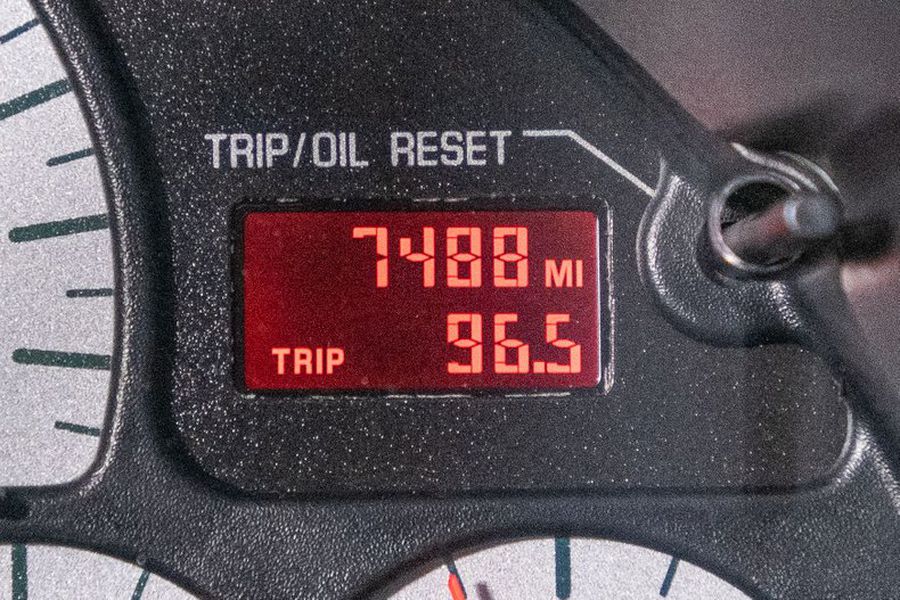 TRIP/OIL RESET
7488 MI
TRIP 96.5